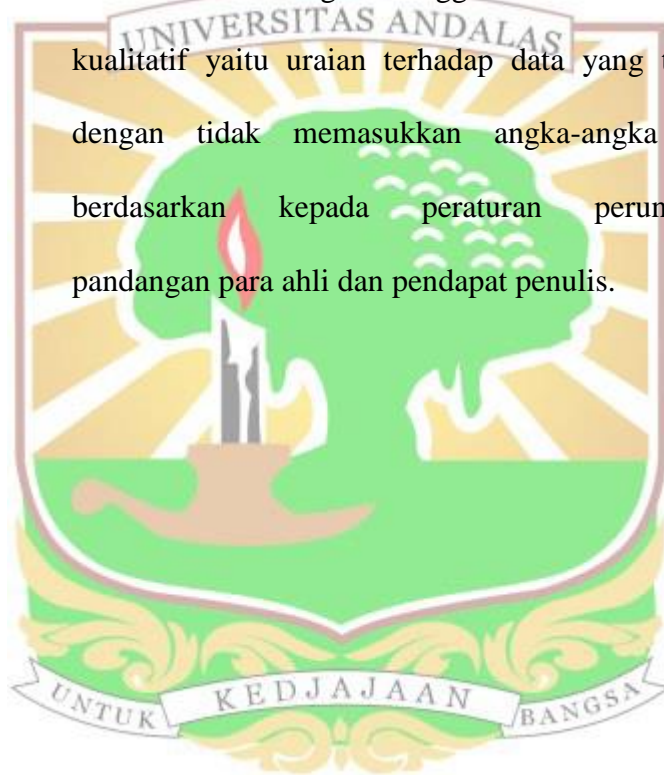 UNIVERSITAS ANDALAS
kualitatif yaitu uraian terhadap data yang
dengan tidak memasukkan angka-angka
berdasarkan kepada peraturan
pandangan para ahli dan pendapat penulis.
UNTUK KEDJAJAAN BANGSA